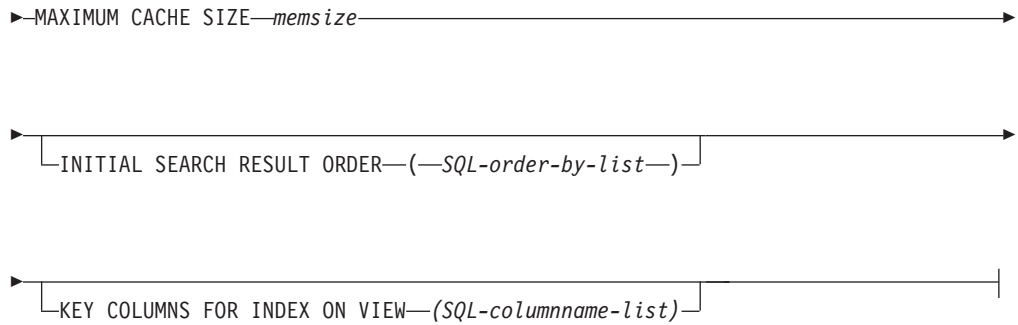 MAXIMUM CACHE SIZE memsize
INITIAL SEARCH RESULT ORDER ( SQL-order-by-list )
KEY COLUMNS FOR INDEX ON VIEW (SQL-columnname-list)